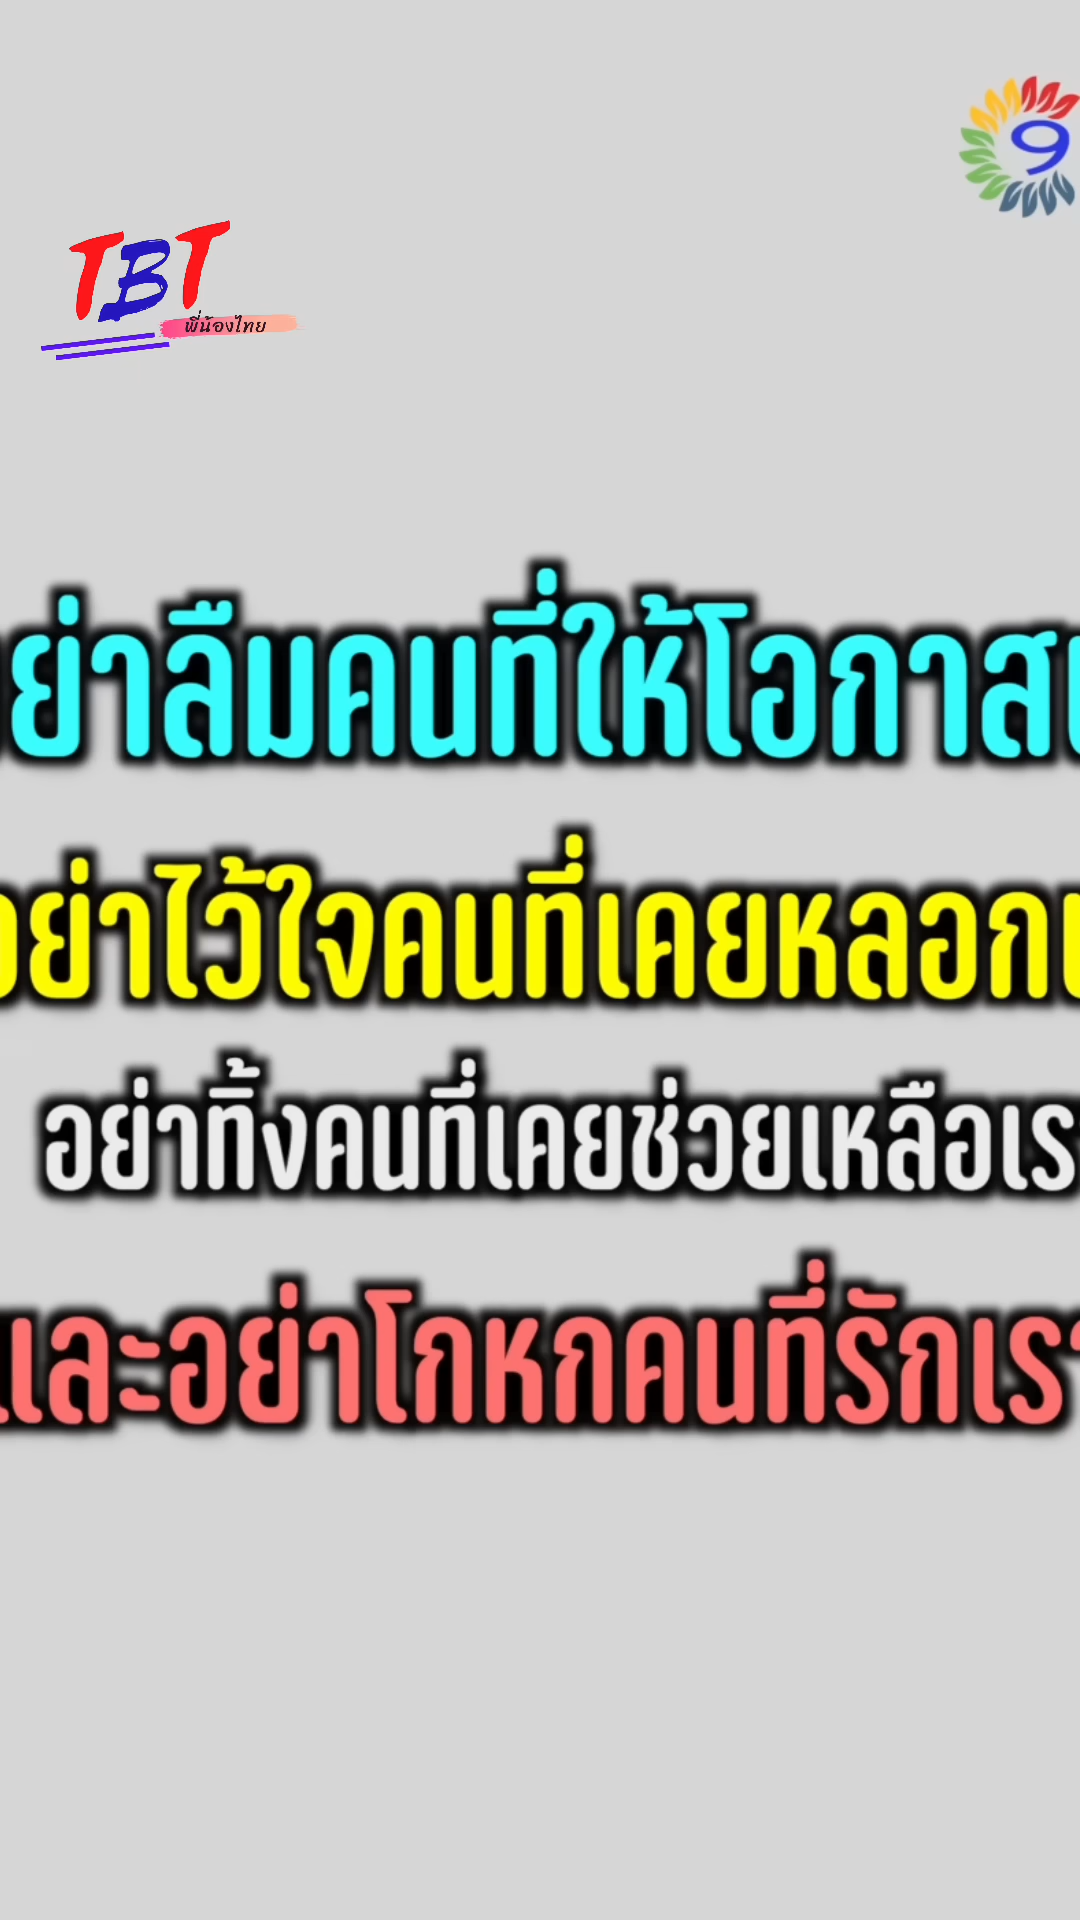 9
TBT
พี่น้องไทย
ย่าลืมคนที่ให้โอกาส
อย่าไว้ใจคนที่เคยหลอก
อย่าทิ้งคนที่เคยช่วยเหลือเรา
และอย่าโกหกคนที่รักเรา